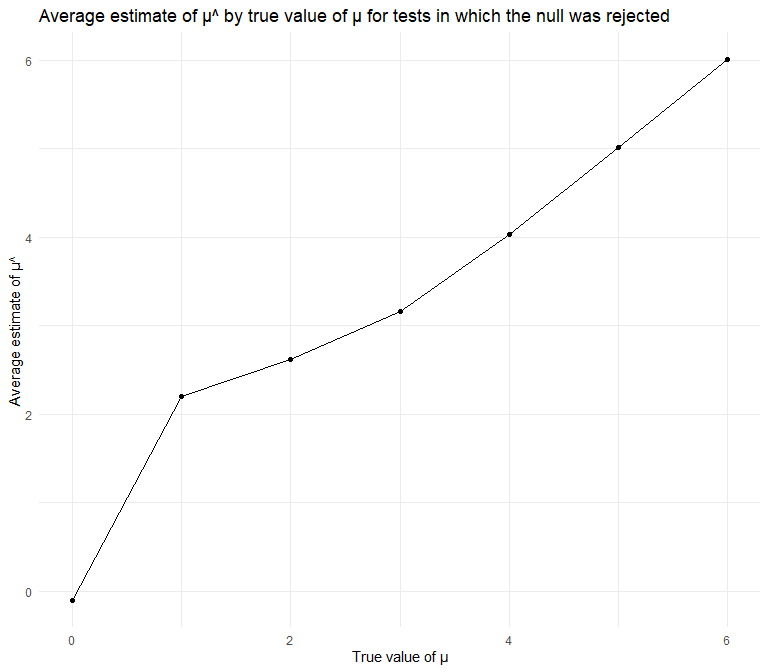 Average estimate of μ^ by true value of μ for tests in which the null was rejected
6
4
2
0
Average estimate of μ^
0
2
4
6
True value of μ